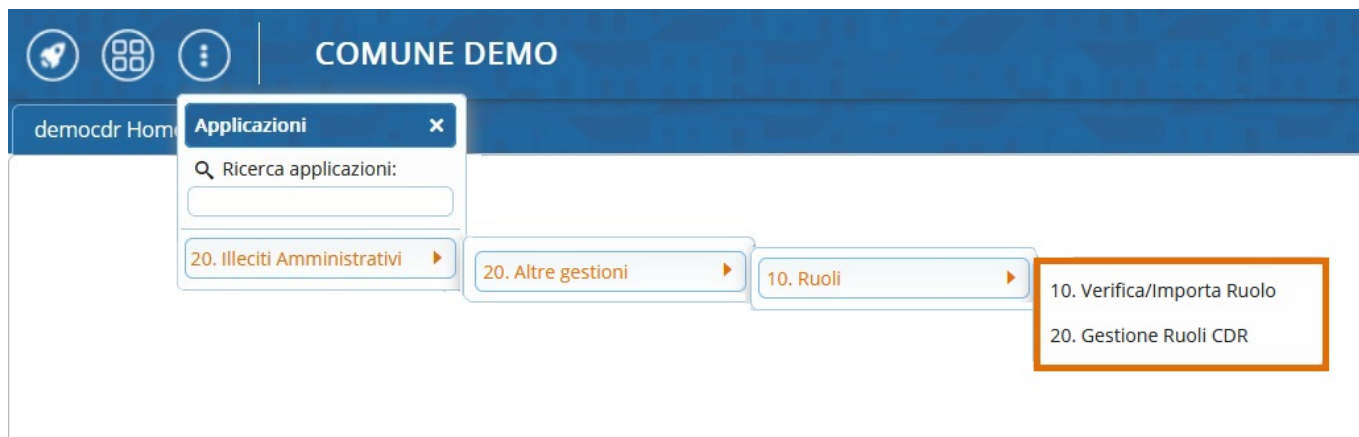 COMUNE DEMO
democdr Home
Applicazioni
Ricerca applicazioni:
20. Illeciti Amministrativi
20. Altre gestioni
10. Ruoli
10. Verifica/Importa Ruolo
20. Gestione Ruoli CDR